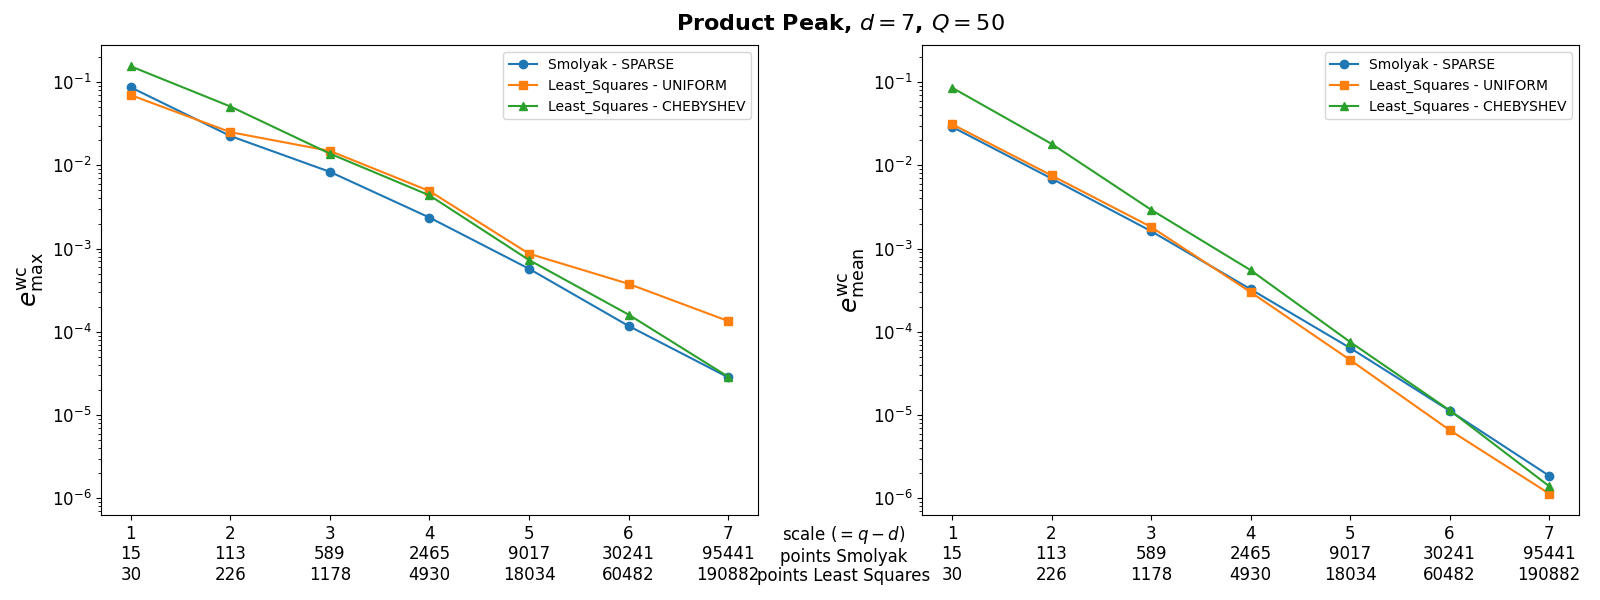 Product Peak, d = 7, Q = 50
Smolyak - SPARSE
Least_Squares - UNIFORM
Least_Squares - CHEBYSHEV
10⁻¹
10⁻²
10⁻³
10⁻⁴
10⁻⁵
10⁻⁶
e^wc_max
Smolyak - SPARSE
Least_Squares - UNIFORM
Least_Squares - CHEBYSHEV
10⁻¹
10⁻²
10⁻³
10⁻⁴
10⁻⁵
10⁻⁶
e^wc_mean
1 2 3 4 5 6 7 scale (= q − d) 1 2 3 4 5 6 7
15 113 589 2465 9017 30241 95441 points Smolyak 15 113 589 2465 9017 30241 95441
30 226 1178 4930 18034 60482 190882 points Least Squares 30 226 1178 4930 18034 60482 190882